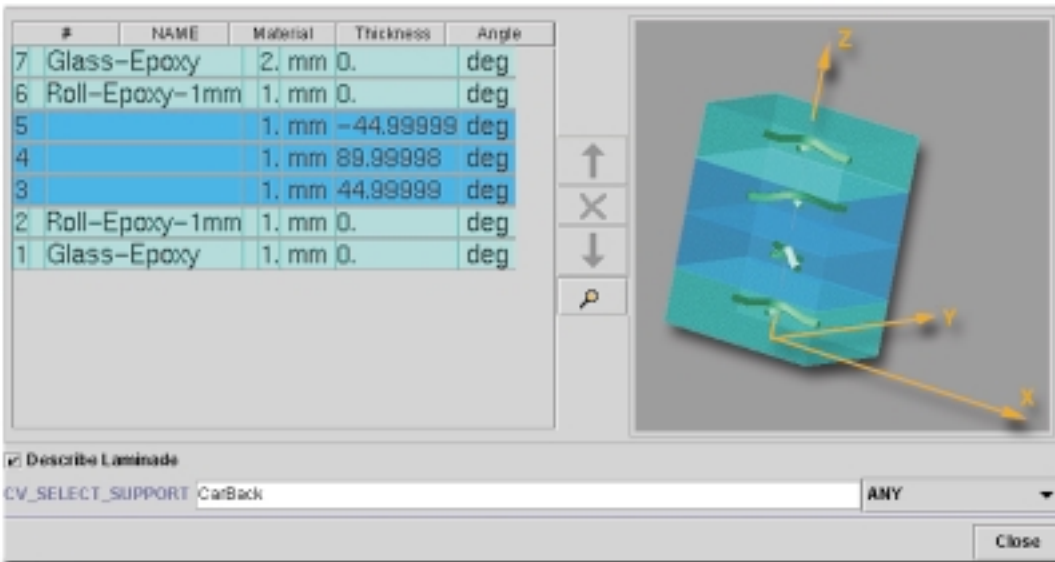 # NAME Material Thickness Angle
7 Glass-Epoxy 2. mm 0. deg
6 Roll-Epoxy-1mm 1. mm 0. deg
5 1. mm -44.99999 deg
4 1. mm 89.99998 deg
3 1. mm 44.99999 deg
2 Roll-Epoxy-1mm 1. mm 0. deg
1 Glass-Epoxy 1. mm 0. deg
Z
Y
X
Describe Laminade
CV_SELECT_SUPPORT CarBack ANY
Close